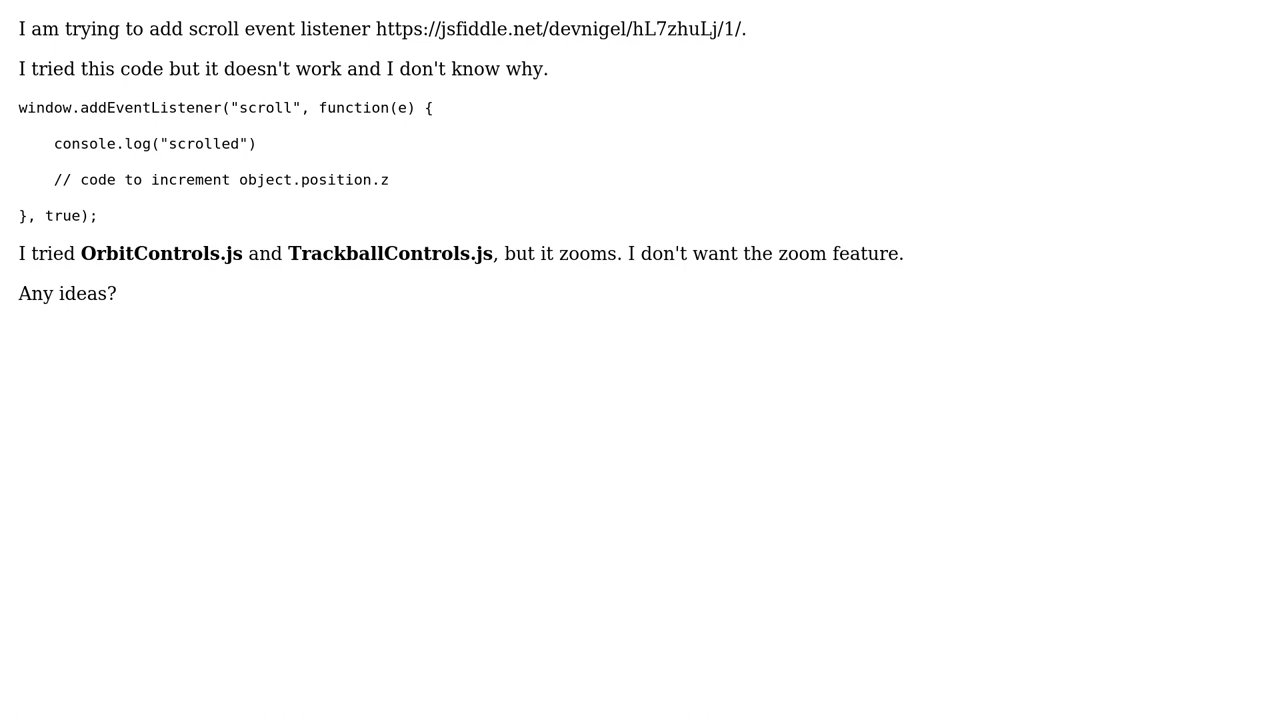 I am trying to add scroll event listener https://jsfiddle.net/devnigel/hL7zhuLj/1/.
I tried this code but it doesn't work and I don't know why.
window.addEventListener("scroll", function(e) {
    console.log("scrolled")
    // code to increment object.position.z
}, true);
I tried OrbitControls.js and TrackballControls.js, but it zooms. I don't want the zoom feature.
Any ideas?